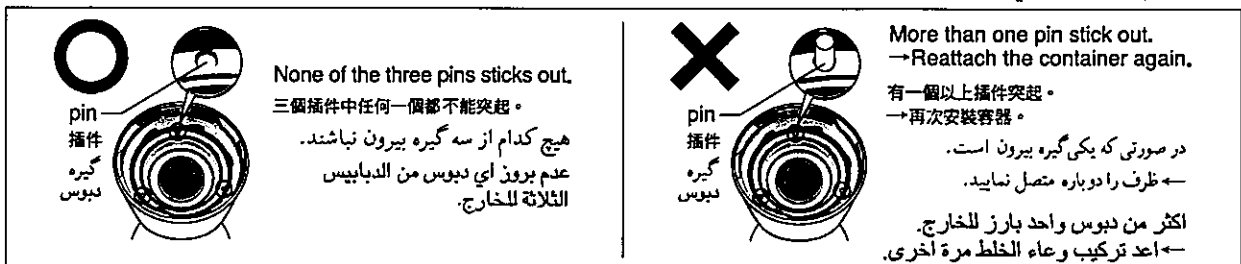 pin
插件
گیره
دبوس
None of the three pins sticks out.
三個插件中任何一個都不能突起。
هیچ کدام از سه گیره بیرون نباشند.
عدم بروز اي دبوس من الدبابيس
الثلاثة للخارج.
pin
插件
گیره
دبوس
More than one pin stick out.
→Reattach the container again.
有一個以上插件突起。
→再次安裝容器。
در صورتی که یکی گیره بیرون است.
← ظرف را دوباره متصل نمایید.
اكثر من دبوس واحد بارز للخارج.
←اعد تركيب وعاء الخلط مرة اخرى.